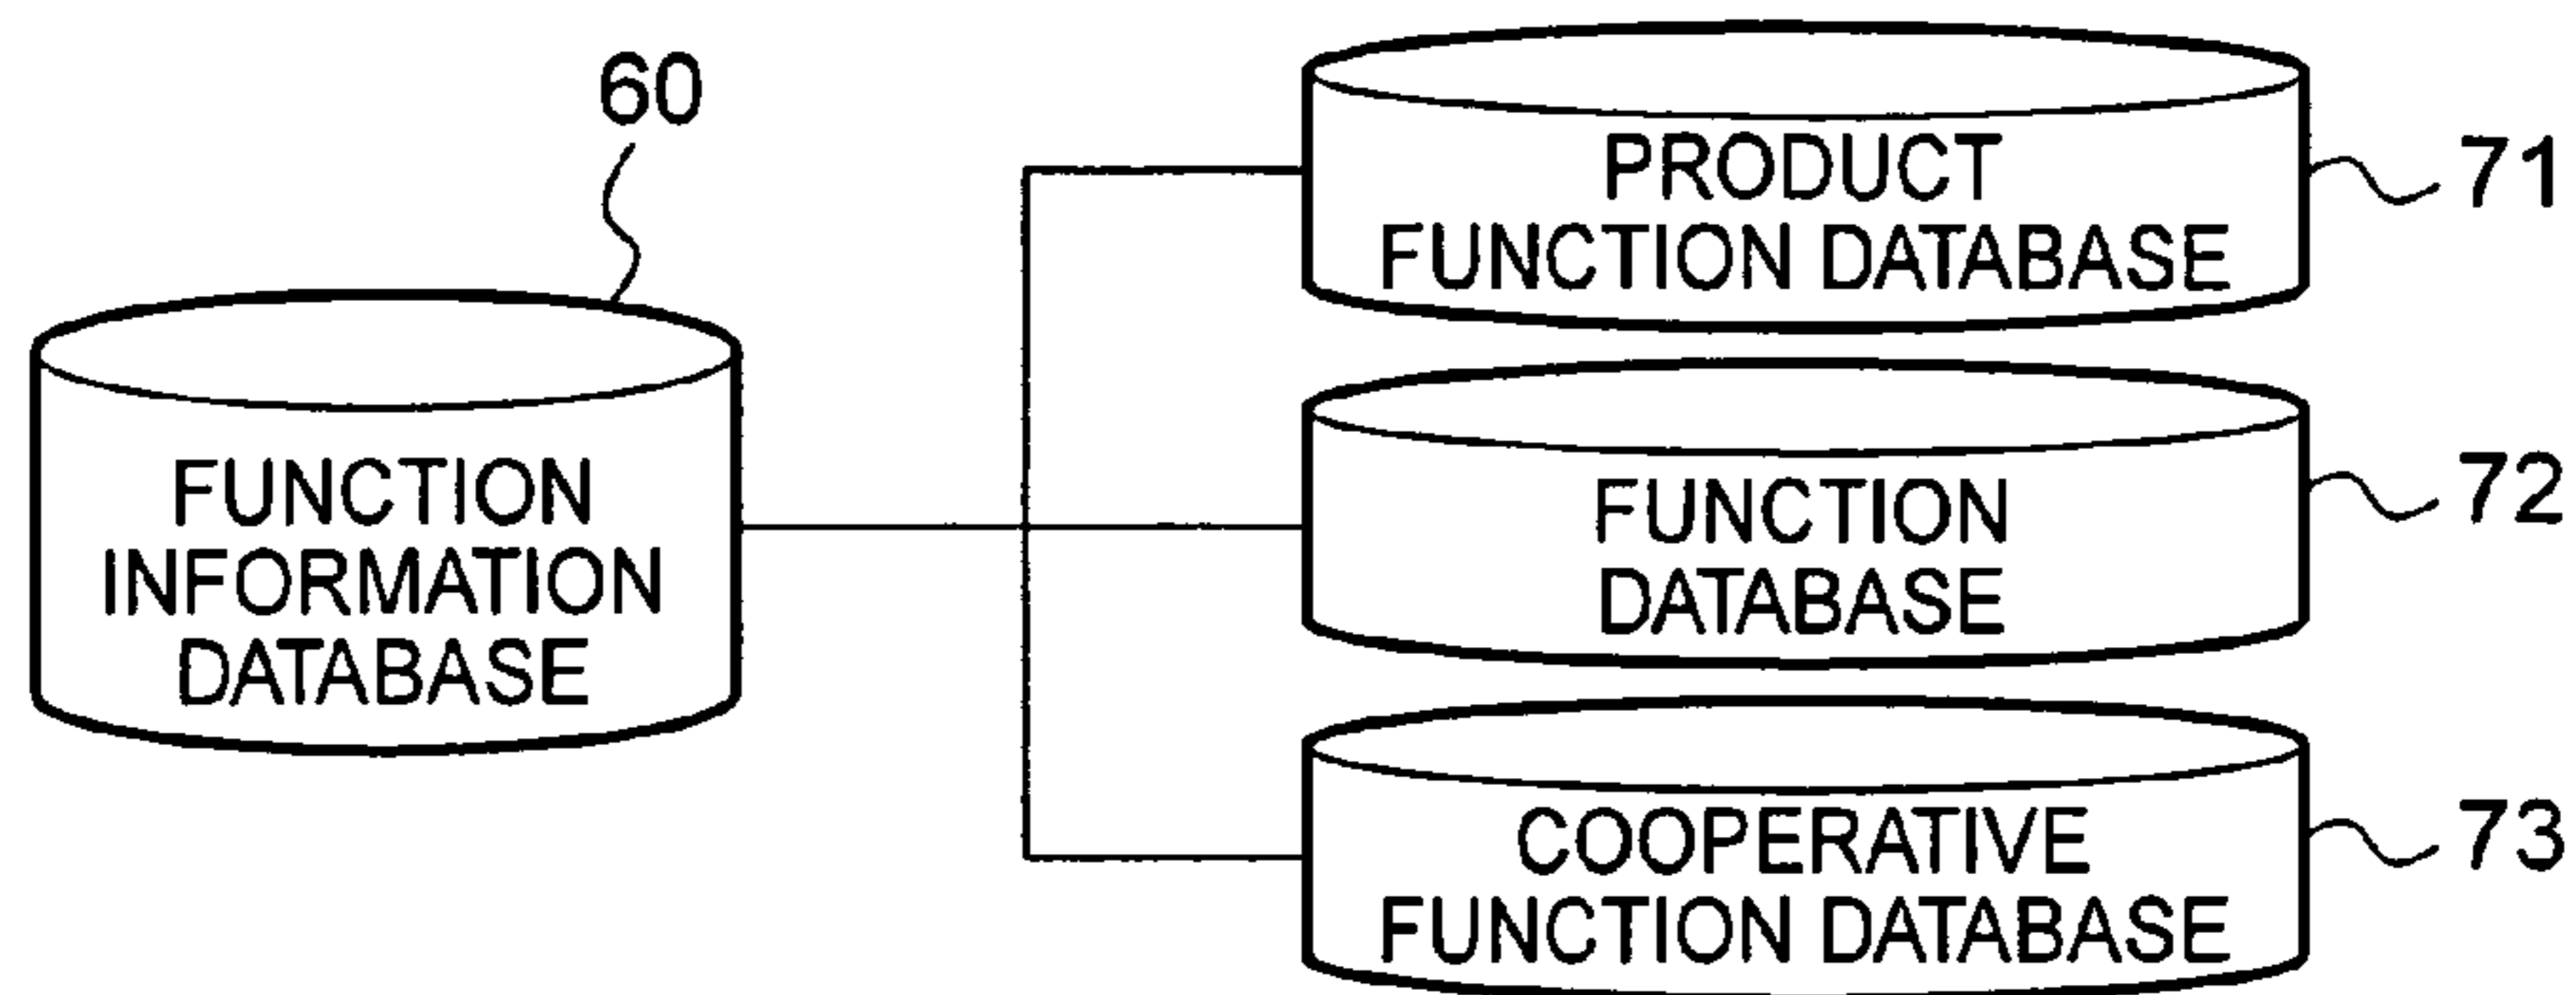 60
FUNCTION
INFORMATION
DATABASE
PRODUCT
FUNCTION DATABASE
71
FUNCTION
DATABASE
72
COOPERATIVE
FUNCTION DATABASE
73